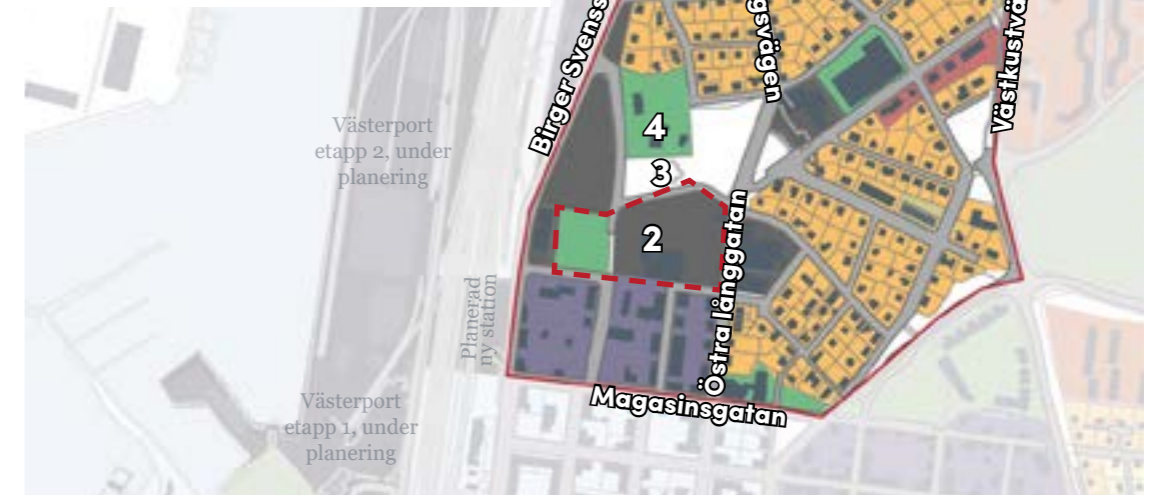 Birger Svenss
gsvägen
Västkustvä
Västerport
etapp 2, under
planering
4
3
2
Östra långgatan
Planerad
ny station
Magasinsgatan
Västerport
etapp 1, under
planering